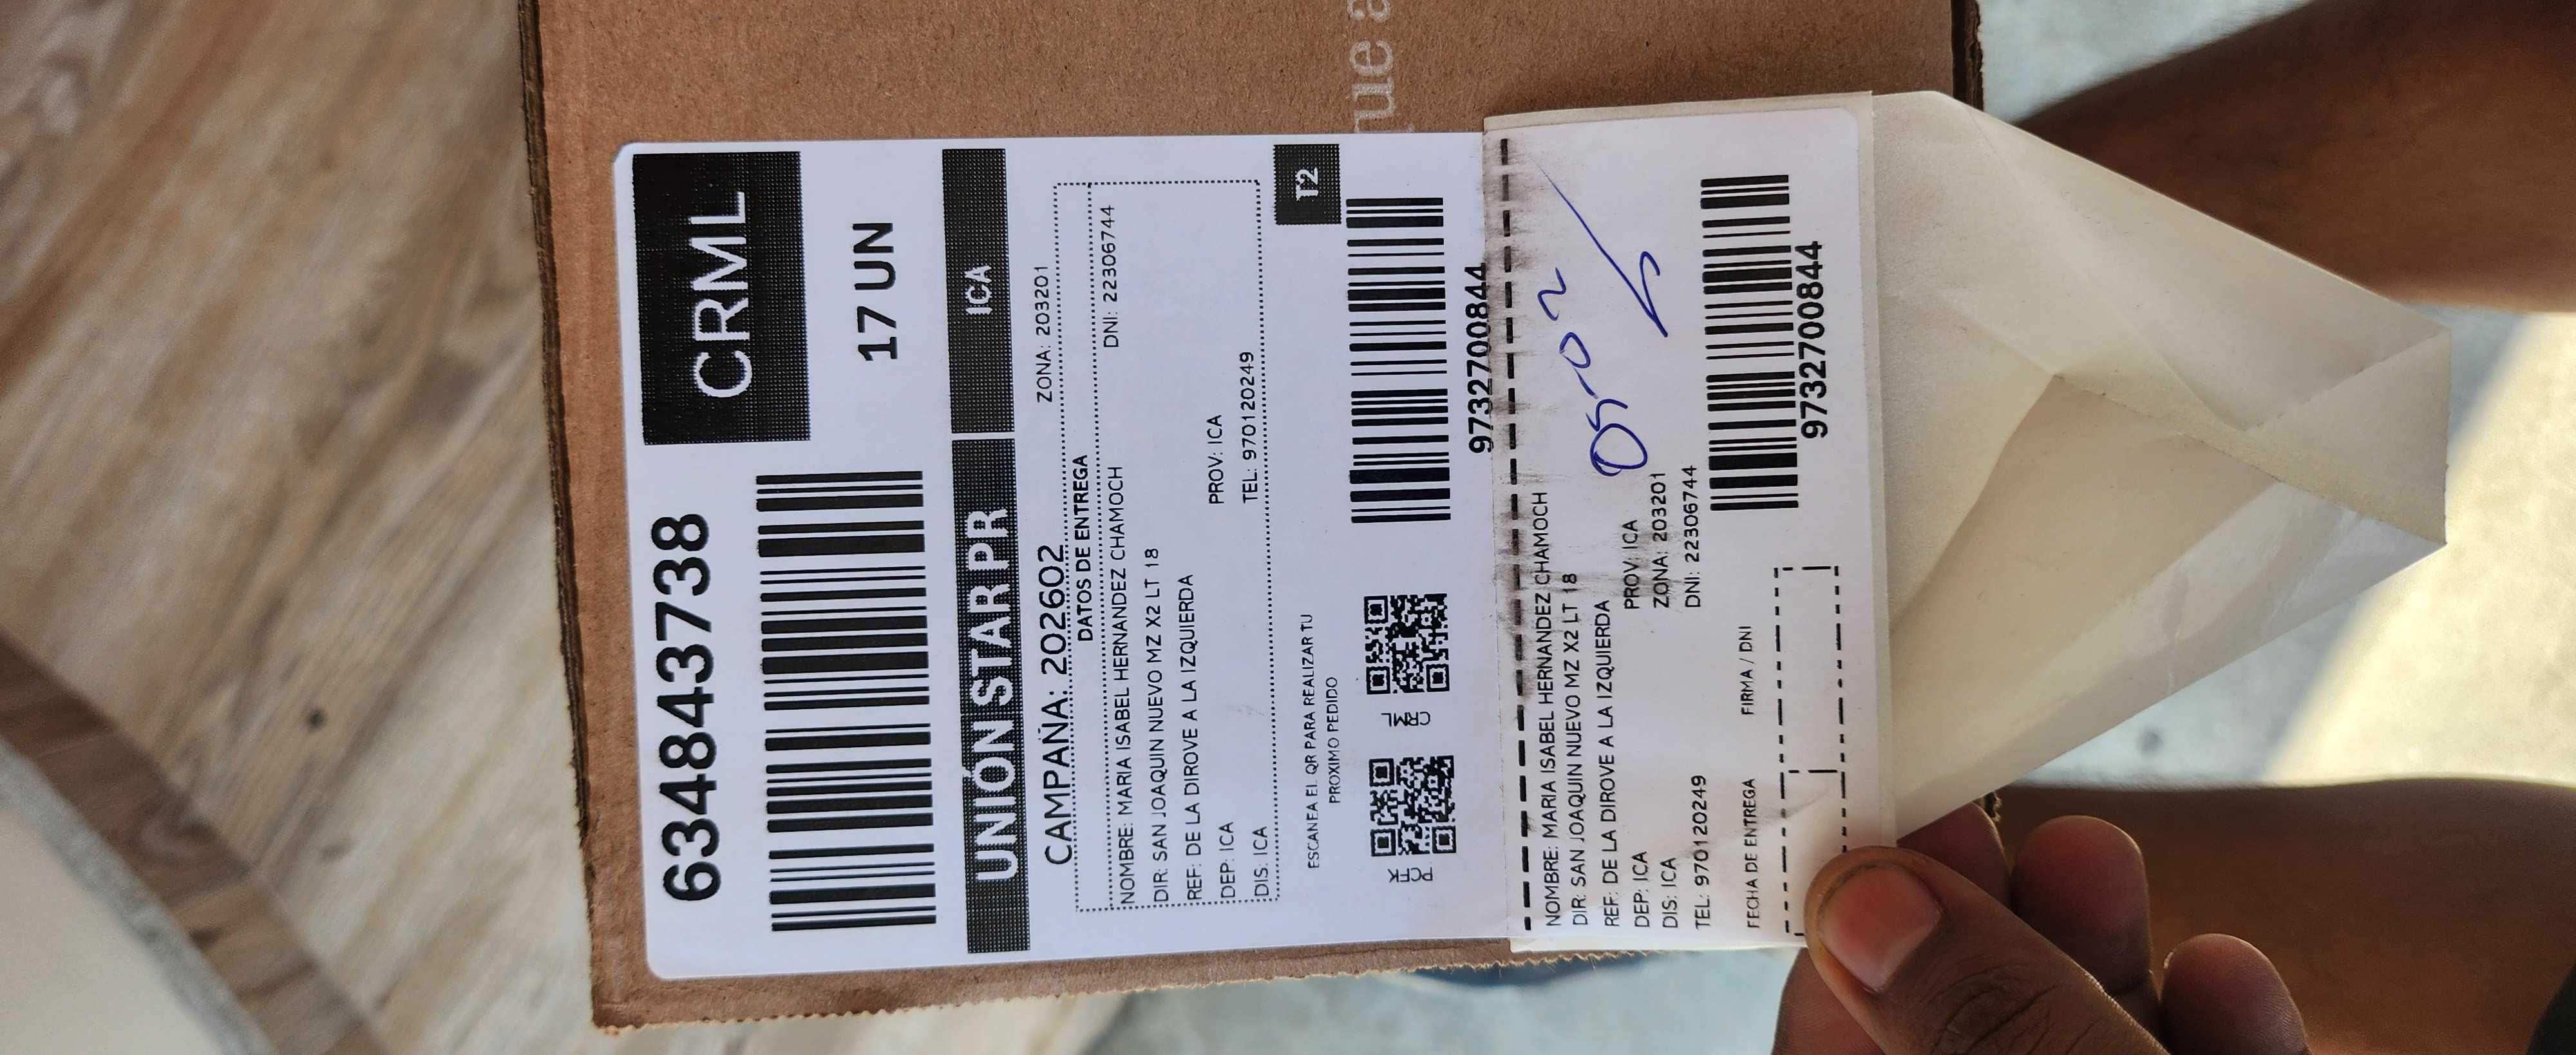 que a
6348843738
CRML
17 UN
UNIÓN STAR PR
ICA
CAMPAÑA: 202602
ZONA: 203201
DATOS DE ENTREGA
NOMBRE: MARIA ISABEL HERNANDEZ CHAMOCH
DNI: 22306744
DIR: SAN JOAQUIN NUEVO MZ X2 LT 18
REF: DE LA DIROVE A LA IZQUIERDA
DEP: ICA
PROV: ICA
DIS: ICA
TEL: 970120249
T2
ESCANEA EL QR PARA REALIZAR TU
PROXIMO PEDIDO
PCFK
CRML
9732700844
NOMBRE: MARIA ISABEL HERNANDEZ CHAMOCH
DIR: SAN JOAQUIN NUEVO MZ X2 LT 18
REF: DE LA DIROVE A LA IZQUIERDA
DEP: ICA
PROV: ICA
DIS: ICA
ZONA: 203201
TEL: 970120249
DNI: 22306744
05-02
FECHA DE ENTREGA
FIRMA / DNI
9732700844